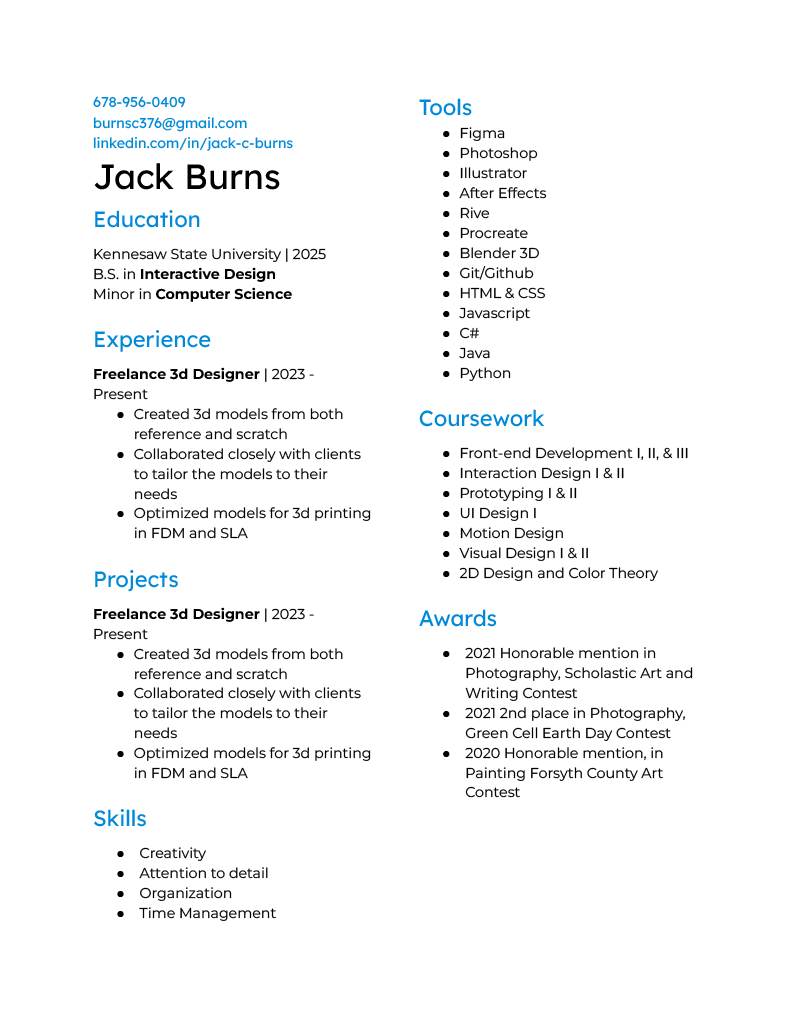 678-956-0409
burnsc376@gmail.com
linkedin.com/in/jack-c-burns
Jack Burns
Education
Kennesaw State University | 2025
B.S. in Interactive Design
Minor in Computer Science
Experience
Freelance 3d Designer | 2023 -
Present
● Created 3d models from both
reference and scratch
● Collaborated closely with clients
to tailor the models to their
needs
● Optimized models for 3d printing
in FDM and SLA
Projects
Freelance 3d Designer | 2023 -
Present
● Created 3d models from both
reference and scratch
● Collaborated closely with clients
to tailor the models to their
needs
● Optimized models for 3d printing
in FDM and SLA
Skills
● Creativity
● Attention to detail
● Organization
● Time Management
Tools
● Figma
● Photoshop
● Illustrator
● After Effects
● Rive
● Procreate
● Blender 3D
● Git/Github
● HTML & CSS
● Javascript
● C#
● Java
● Python
Coursework
● Front-end Development I, II, & III
● Interaction Design I & II
● Prototyping I & II
● UI Design I
● Motion Design
● Visual Design I & II
● 2D Design and Color Theory
Awards
● 2021 Honorable mention in
Photography, Scholastic Art and
Writing Contest
● 2021 2nd place in Photography,
Green Cell Earth Day Contest
● 2020 Honorable mention, in
Painting Forsyth County Art
Contest